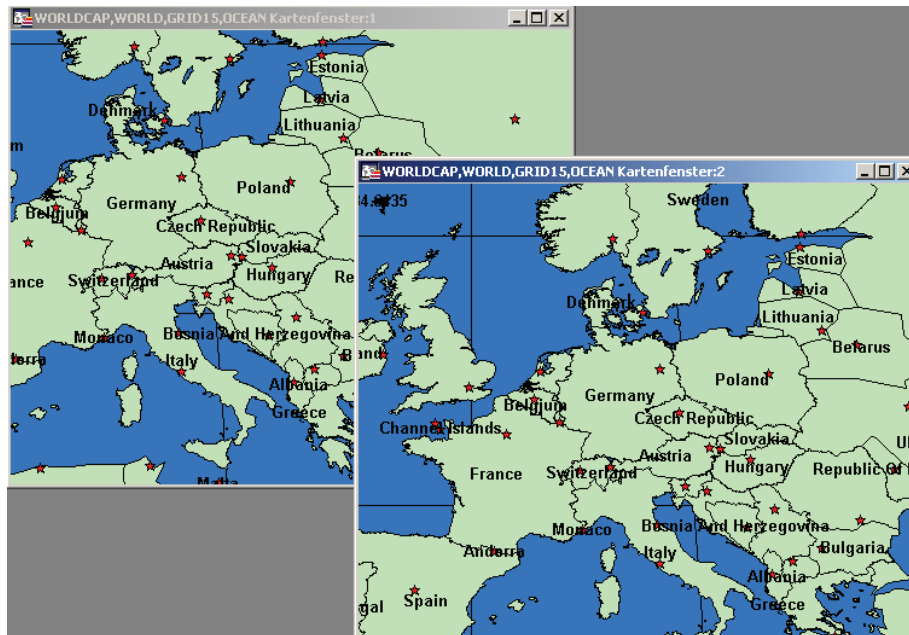 WORLDCAP,WORLD,GRID15,OCEAN Kartenfenster:1
Estonia
Latvia
Denmark
Lithuania
Belarus
Poland
Germany
Belgium
Czech Republic
Slovakia
Austria
Hungary
Switzerland
Monaco
Bosnia And Herzegovina
Italy
Albania
Greece
WORLDCAP,WORLD,GRID15,OCEAN Kartenfenster:2
Sweden
Estonia
Latvia
Denmark
Lithuania
Belarus
Poland
Germany
Belgium
Czech Republic
Channel Islands
Slovakia
Austria
Hungary
France
Switzerland
Republic Of
Monaco
Bosnia And Herzegovina
Bulgaria
Andorra
Italy
Albania
Spain
Greece